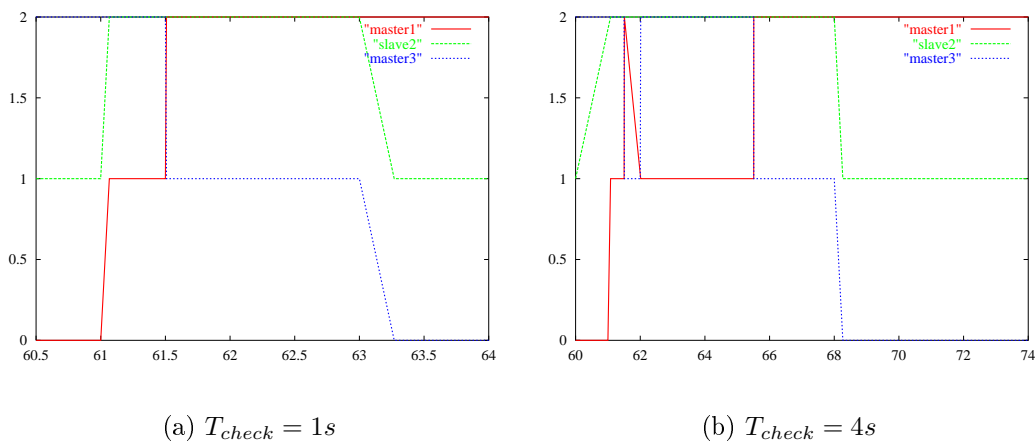 2
1.5
1
0.5
0
60.5 61 61.5 62 62.5 63 63.5 64
"master1"
"slave2"
"master3"
(a) T_check = 1s
2
1.5
1
0.5
0
60 62 64 66 68 70 72 74
"master1"
"slave2"
"master3"
(b) T_check = 4s